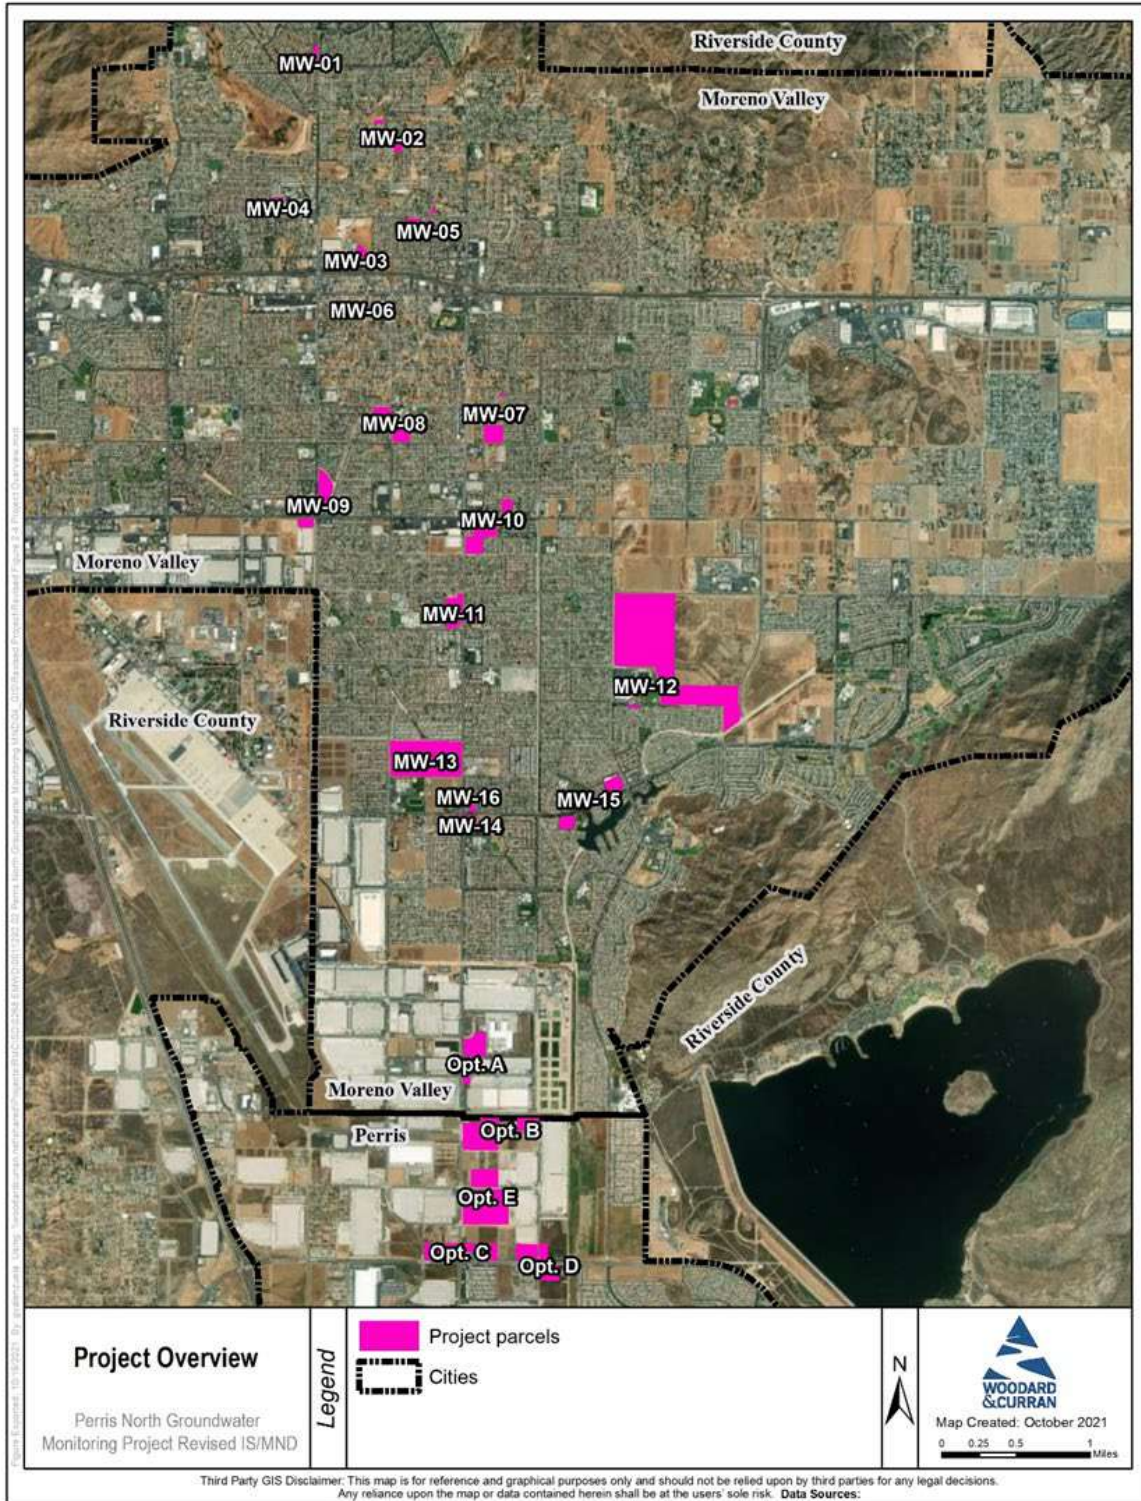 Riverside County
Moreno Valley
MW-01
MW-02
MW-04
MW-05
MW-03
MW-06
MW-07
MW-08
MW-09
MW-10
Moreno Valley
MW-11
MW-12
Riverside County
MW-13
MW-16
MW-15
MW-14
Riverside County
Opt. A
Moreno Valley
Perris
Opt. B
Opt. E
Opt. C
Opt. D
Project Overview
Perris North Groundwater
Monitoring Project Revised IS/MND
Legend
Project parcels
Cities
N
WOODARD
&CURRAN
Map Created: October 2021
0 0.25 0.5 1
Miles
Third Party GIS Disclaimer: This map is for reference and graphical purposes only and should not be relied upon by third parties for any legal decisions.
Any reliance upon the map or data contained herein shall be at the users' sole risk. Data Sources: